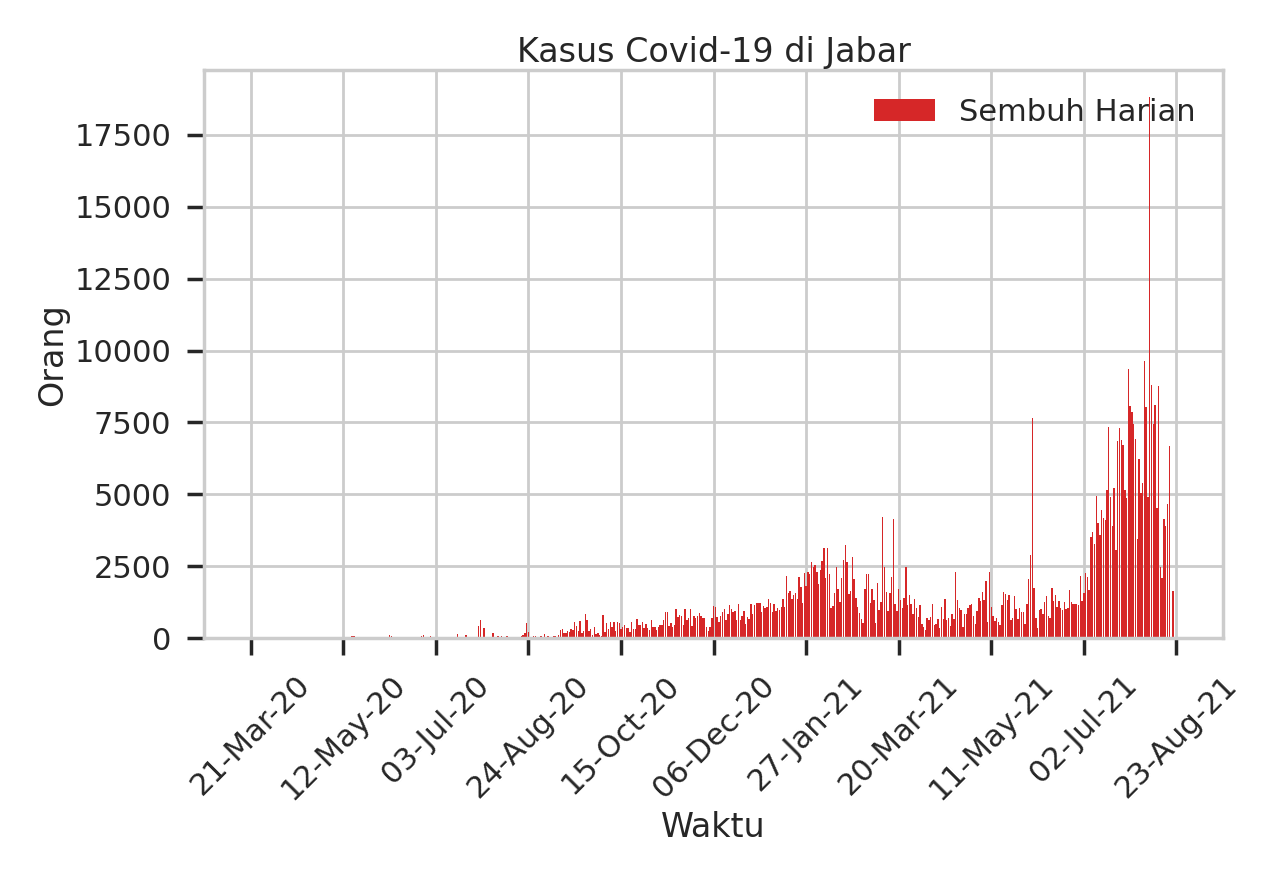 Kasus Covid-19 di Jabar
Sembuh Harian
17500
15000
12500
10000
7500
5000
2500
0
Orang
21-Mar-20
12-May-20
03-Jul-20
24-Aug-20
15-Oct-20
06-Dec-20
27-Jan-21
20-Mar-21
11-May-21
02-Jul-21
23-Aug-21
Waktu